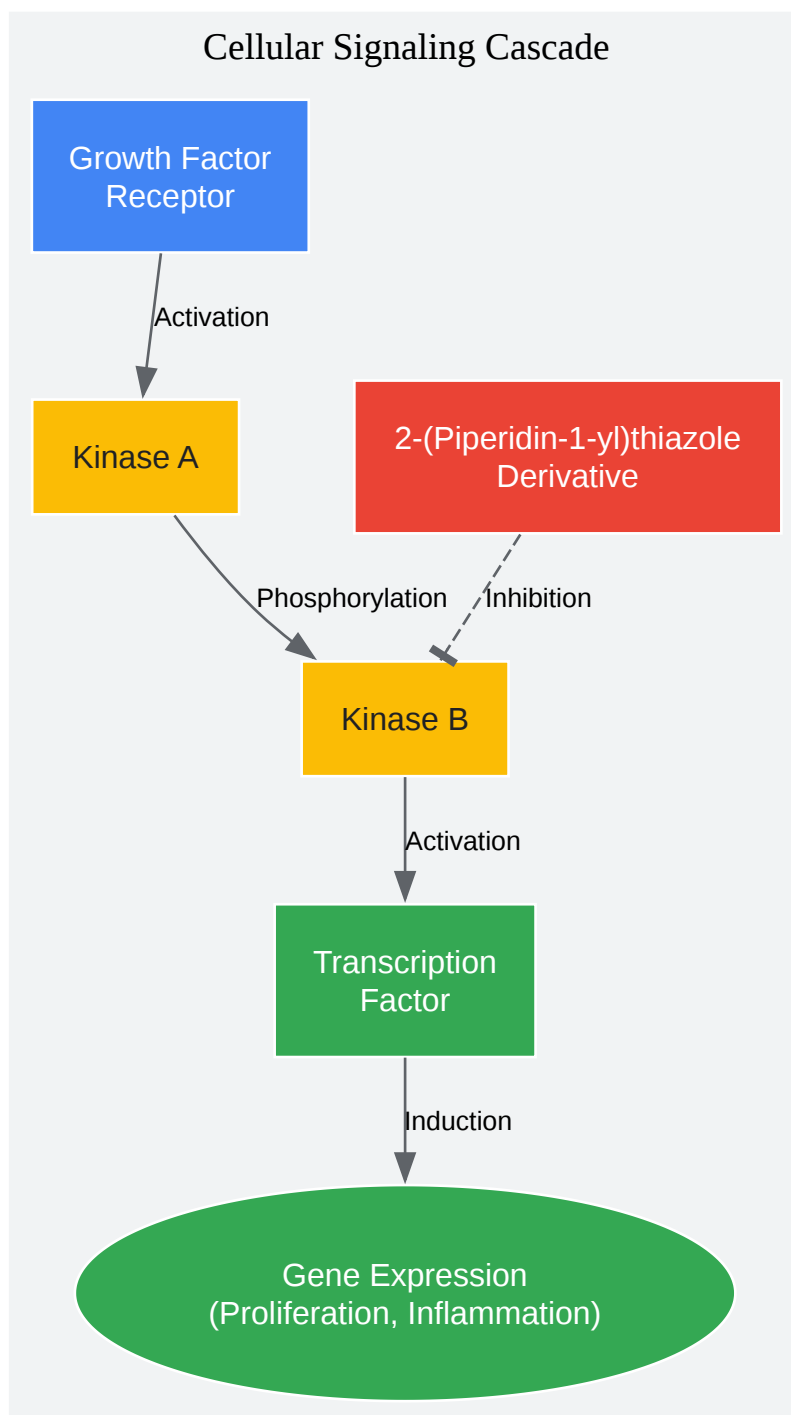 Cellular Signaling Cascade
Growth Factor
Receptor
Activation
Kinase A
2-(Piperidin-1-yl)thiazole
Derivative
Phosphorylation
Inhibition
Kinase B
Activation
Transcription
Factor
Induction
Gene Expression
(Proliferation, Inflammation)